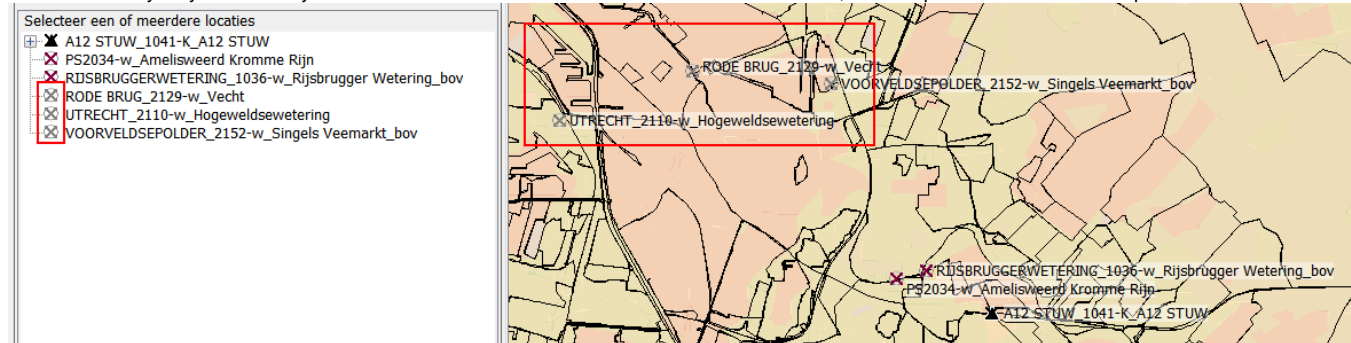 Selecteer een of meerdere locaties
A12 STUW_1041-K_A12 STUW
PS2034-w_Amelisweerd Kromme Rijn
RIJSBRUGGERWETERING_1036-w_Rijsbrugger Wetering_bov
RODE BRUG_2129-w_Vecht
UTRECHT_2110-w_Hogeweldsewetering
VOORVELDSEPOLDER_2152-w_Singels Veemarkt_bov
RODE BRUG_2129-w_Vecht
VOORVELDSEPOLDER_2152-w_Singels Veemarkt_bov
UTRECHT_2110-w_Hogeweldsewetering
RIJSBRUGGERWETERING_1036-w_Rijsbrugger Wetering_bov
PS2034-w_Amelisweerd Kromme Rijn
A12 STUW_1041-K_A12 STUW